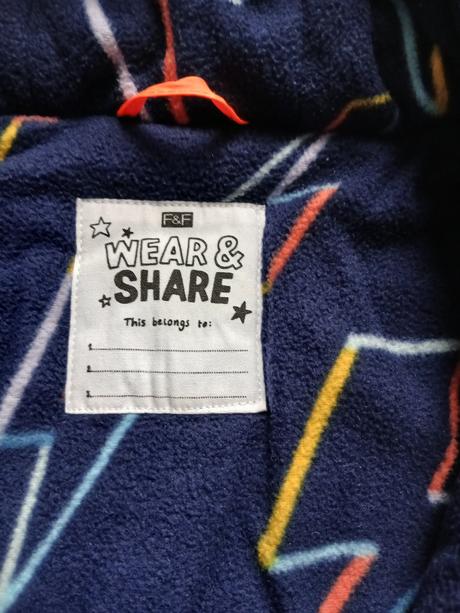 F&F
WEAR &
SHARE
This belongs to:
1.
2.
3.